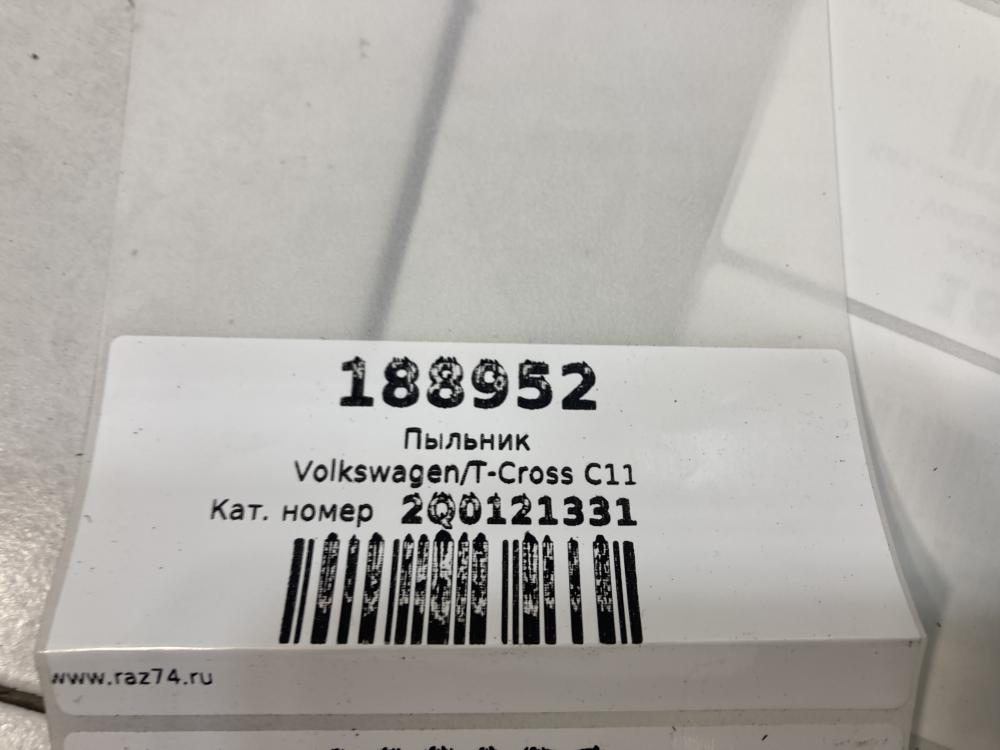 188952
Пыльник
Volkswagen/T-Cross C11
Кат. номер 2Q0121331
www.raz74.ru